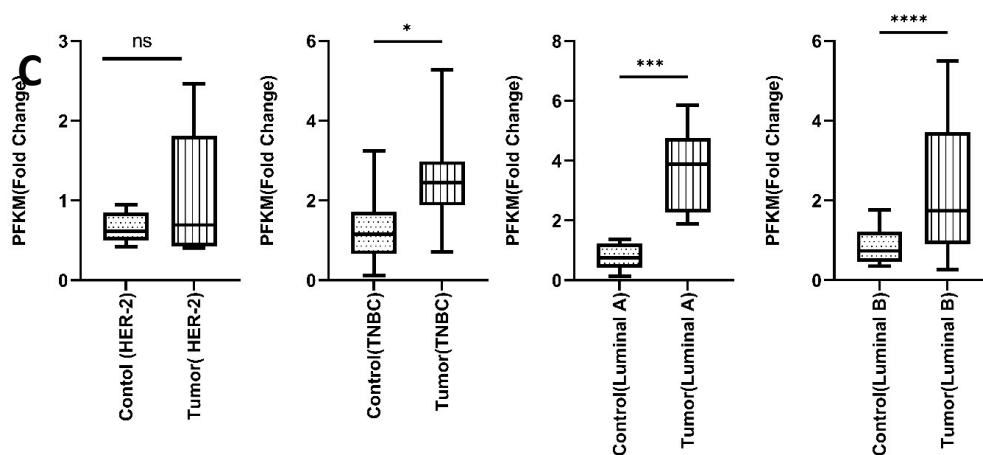 C
ns
PFKM(Fold Change)
3
2
1
0
Contol (HER-2)
Tumor( HER-2)
*
PFKM(Fold Change)
6
4
2
0
Control(TNBC)
Tumor(TNBC)
***
PFKM(Fold Change)
8
6
4
2
0
Control(Luminal A)
Tumor(Luminal A)
****
PFKM(Fold Change)
6
4
2
0
Control(Luminal B)
Tumor(Luminal B)